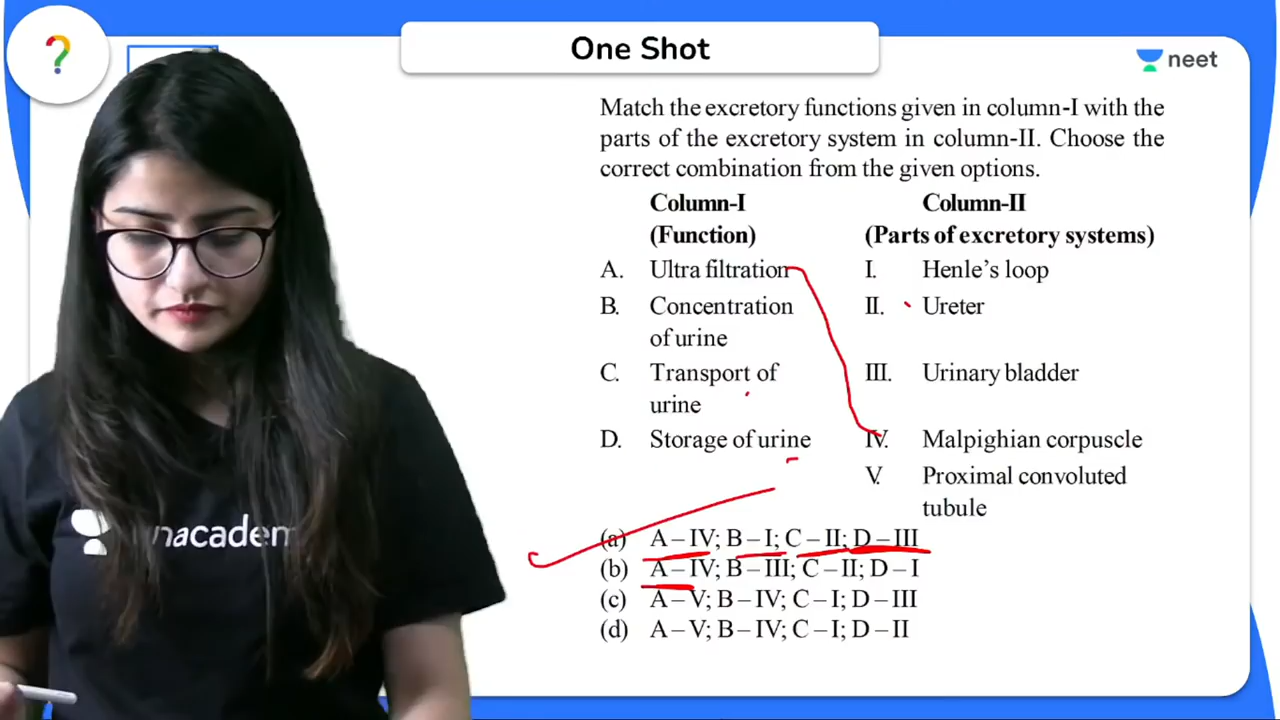 ?
One Shot
neet
Match the excretory functions given in column-I with the
parts of the excretory system in column-II. Choose the
correct combination from the given options.
Column-I Column-II
(Function) (Parts of excretory systems)
A. Ultra filtration I. Henle's loop
B. Concentration II. Ureter
of urine
C. Transport of III. Urinary bladder
urine
D. Storage of urine IV. Malpighian corpuscle
V. Proximal convoluted
tubule
(a) A – IV; B – I; C – II; D – III
(b) A – IV; B – III; C – II; D – I
(c) A – V; B – IV; C – I; D – III
(d) A – V; B – IV; C – I; D – II
unacadem